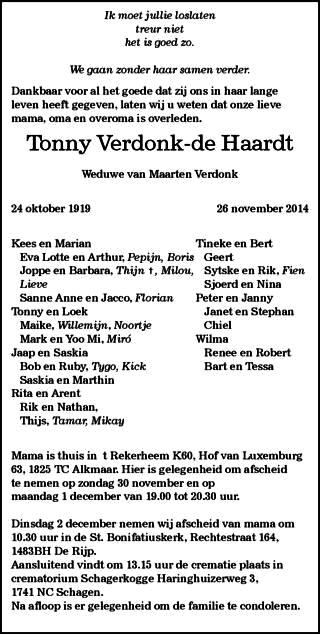 Ik moet jullie loslaten
treur niet
het is goed zo.
We gaan zonder haar samen verder.
Dankbaar voor al het goede dat zij ons in haar lange
leven heeft gegeven, laten wij u weten dat onze lieve
mama, oma en overoma is overleden.
Tonny Verdonk-de Haardt
Weduwe van Maarten Verdonk
24 oktober 1919 26 november 2014
Kees en Marian
Eva Lotte en Arthur, Pepijn, Boris
Joppe en Barbara, Thijn †, Milou,
Lieve
Sanne Anne en Jacco, Florian
Tonny en Loek
Maike, Willemijn, Noortje
Mark en Yoo Mi, Miró
Jaap en Saskia
Bob en Ruby, Tygo, Kick
Saskia en Marthin
Rita en Arent
Rik en Nathan,
Thijs, Tamar, Mikay
Tineke en Bert
Geert
Sytske en Rik, Fien
Sjoerd en Nina
Peter en Janny
Janet en Stephan
Chiel
Wilma
Renee en Robert
Bart en Tessa
Mama is thuis in t Rekerheem K60, Hof van Luxemburg
63, 1825 TC Alkmaar. Hier is gelegenheid om afscheid
te nemen op zondag 30 november en op
maandag 1 december van 19.00 tot 20.30 uur.
Dinsdag 2 december nemen wij afscheid van mama om
10.30 uur in de St. Bonifatiuskerk, Rechtestraat 164,
1483BH De Rijp.
Aansluitend vindt om 13.15 uur de crematie plaats in
crematorium Schagerkogge Haringhuizerweg 3,
1741 NC Schagen.
Na afloop is er gelegenheid om de familie te condoleren.